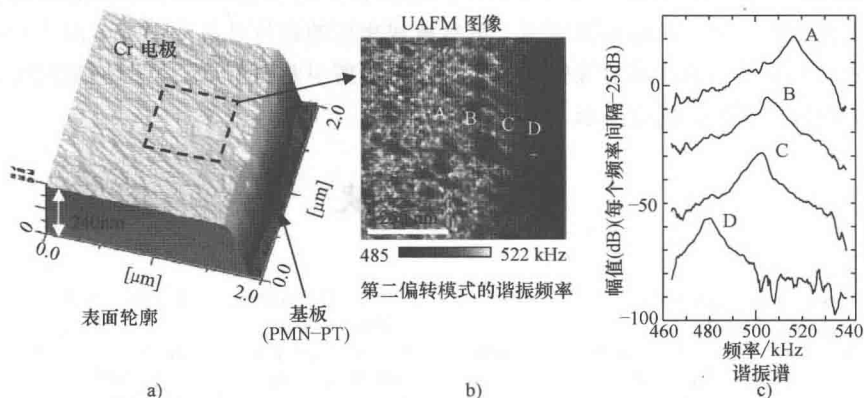 Cr 电极
240nm
0
0.0
[μm]
2.0
0.0
[μm]
2.0
表面轮廓
基板
(PMN-PT)
a)
UAFM 图像
A
B
C
D
485
522 kHz
第二偏转模式的谐振频率
b)
幅值(dB)(每个频率间隔-25dB)
0
-50
-100
A
B
C
D
460
480
500
520
540
频率/kHz
谐振谱
c)